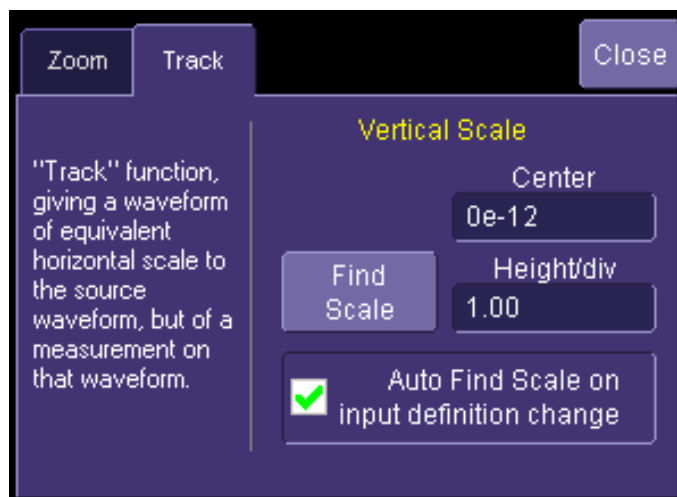 Zoom
Track
Close
"Track" function,
giving a waveform
of equivalent
horizontal scale to
the source
waveform, but of a
measurement on
that waveform.
Vertical Scale
Center
0e-12
Find
Scale
Height/div
1.00
Auto Find Scale on
input definition change